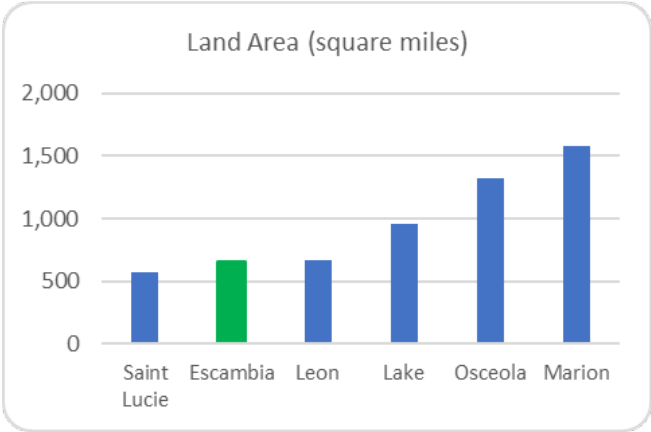 Land Area (square miles)
2,000
1,500
1,000
500
0
Saint Escambia Leon Lake Osceola Marion
Lucie